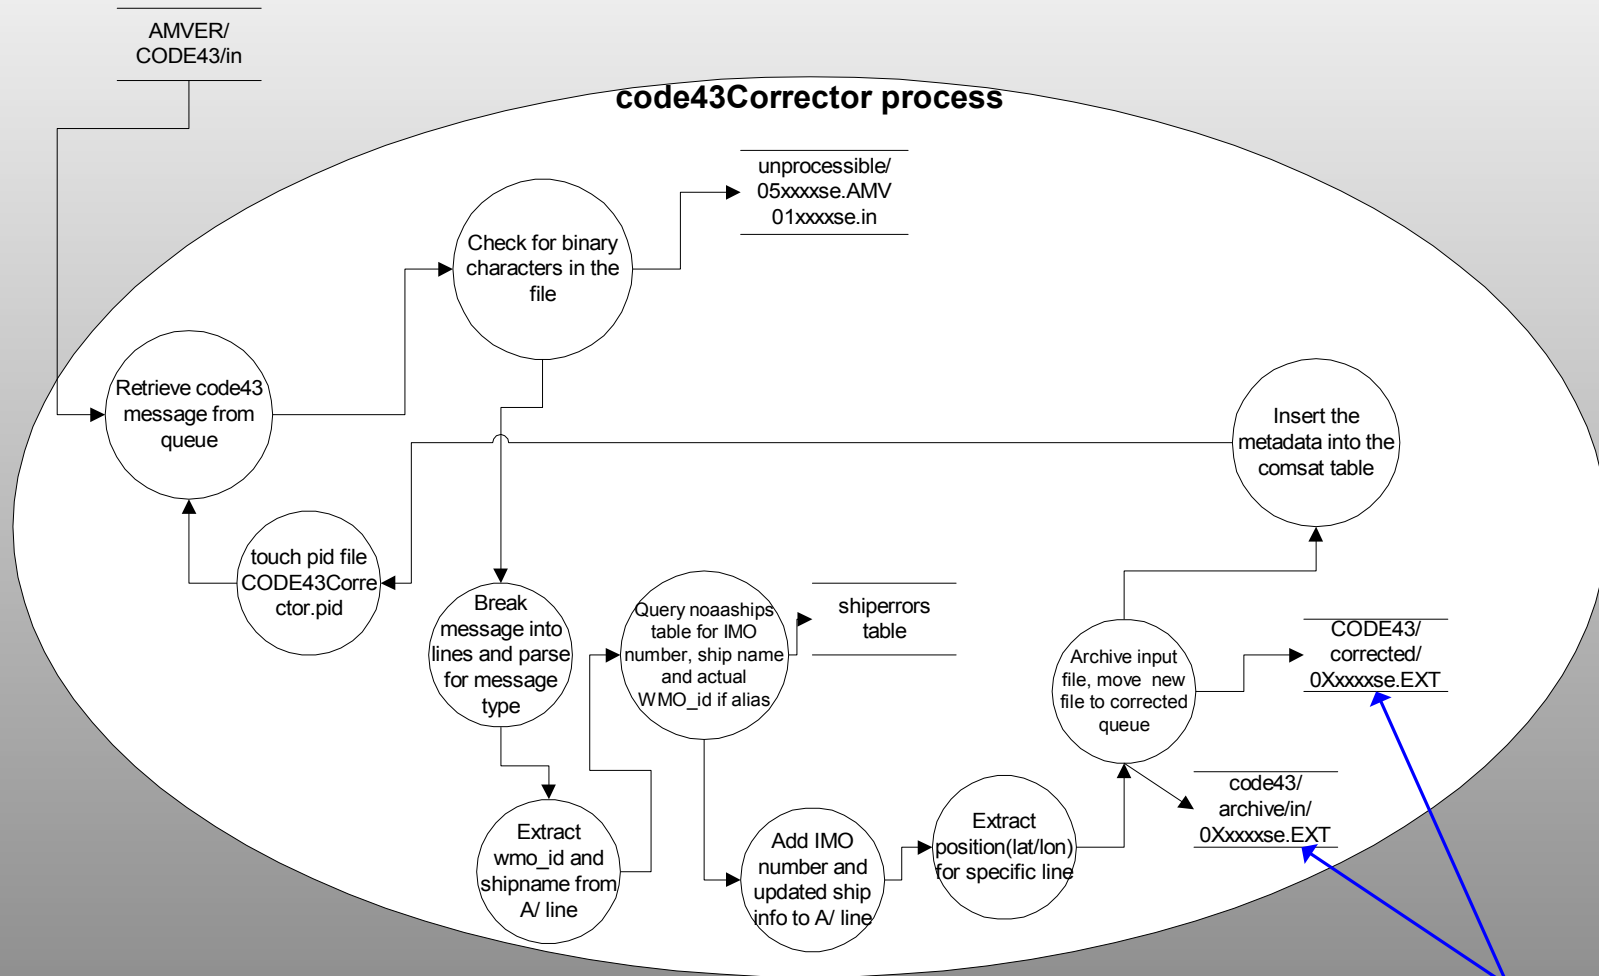 AMVER/
CODE43/in
code43Corrector process
unprocessible/
05xxxxse.AMV
01xxxxse.in
Check for binary
characters in the
file
Retrieve code43
message from
queue
Insert the
metadata into the
comsat table
touch pid file
CODE43Corre
ctor.pid
Break
message into
lines and parse
for message
type
Query noaaships
table for IMO
number, ship name
and actual
WMO_id if alias
shiperrors
table
Archive input
file, move new
file to corrected
queue
CODE43/
corrected/
0Xxxxxse.EXT
code43/
archive/in/
0Xxxxxse.EXT
Extract
wmo_id and
shipname from
A/ line
Add IMO
number and
updated ship
info to A/ line
Extract
position(lat/lon)
for specific line